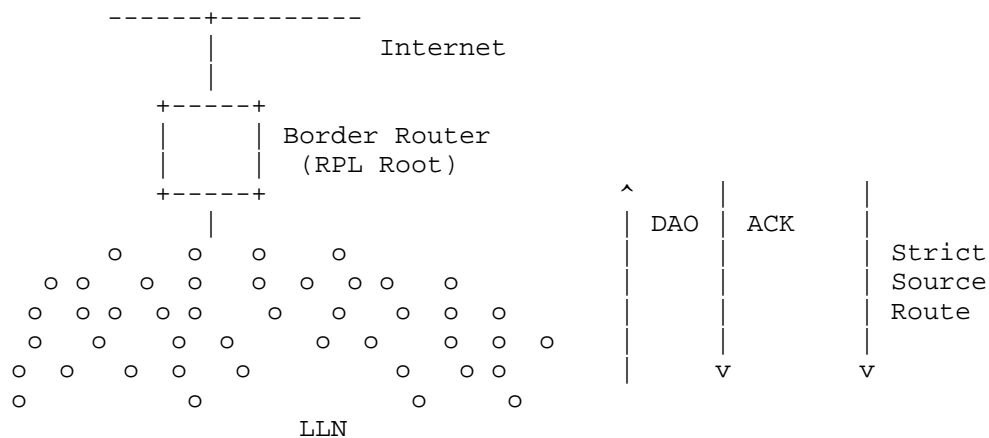 Internet
Border Router
(RPL Root)
DAO ACK
Strict
Source
Route
LLN